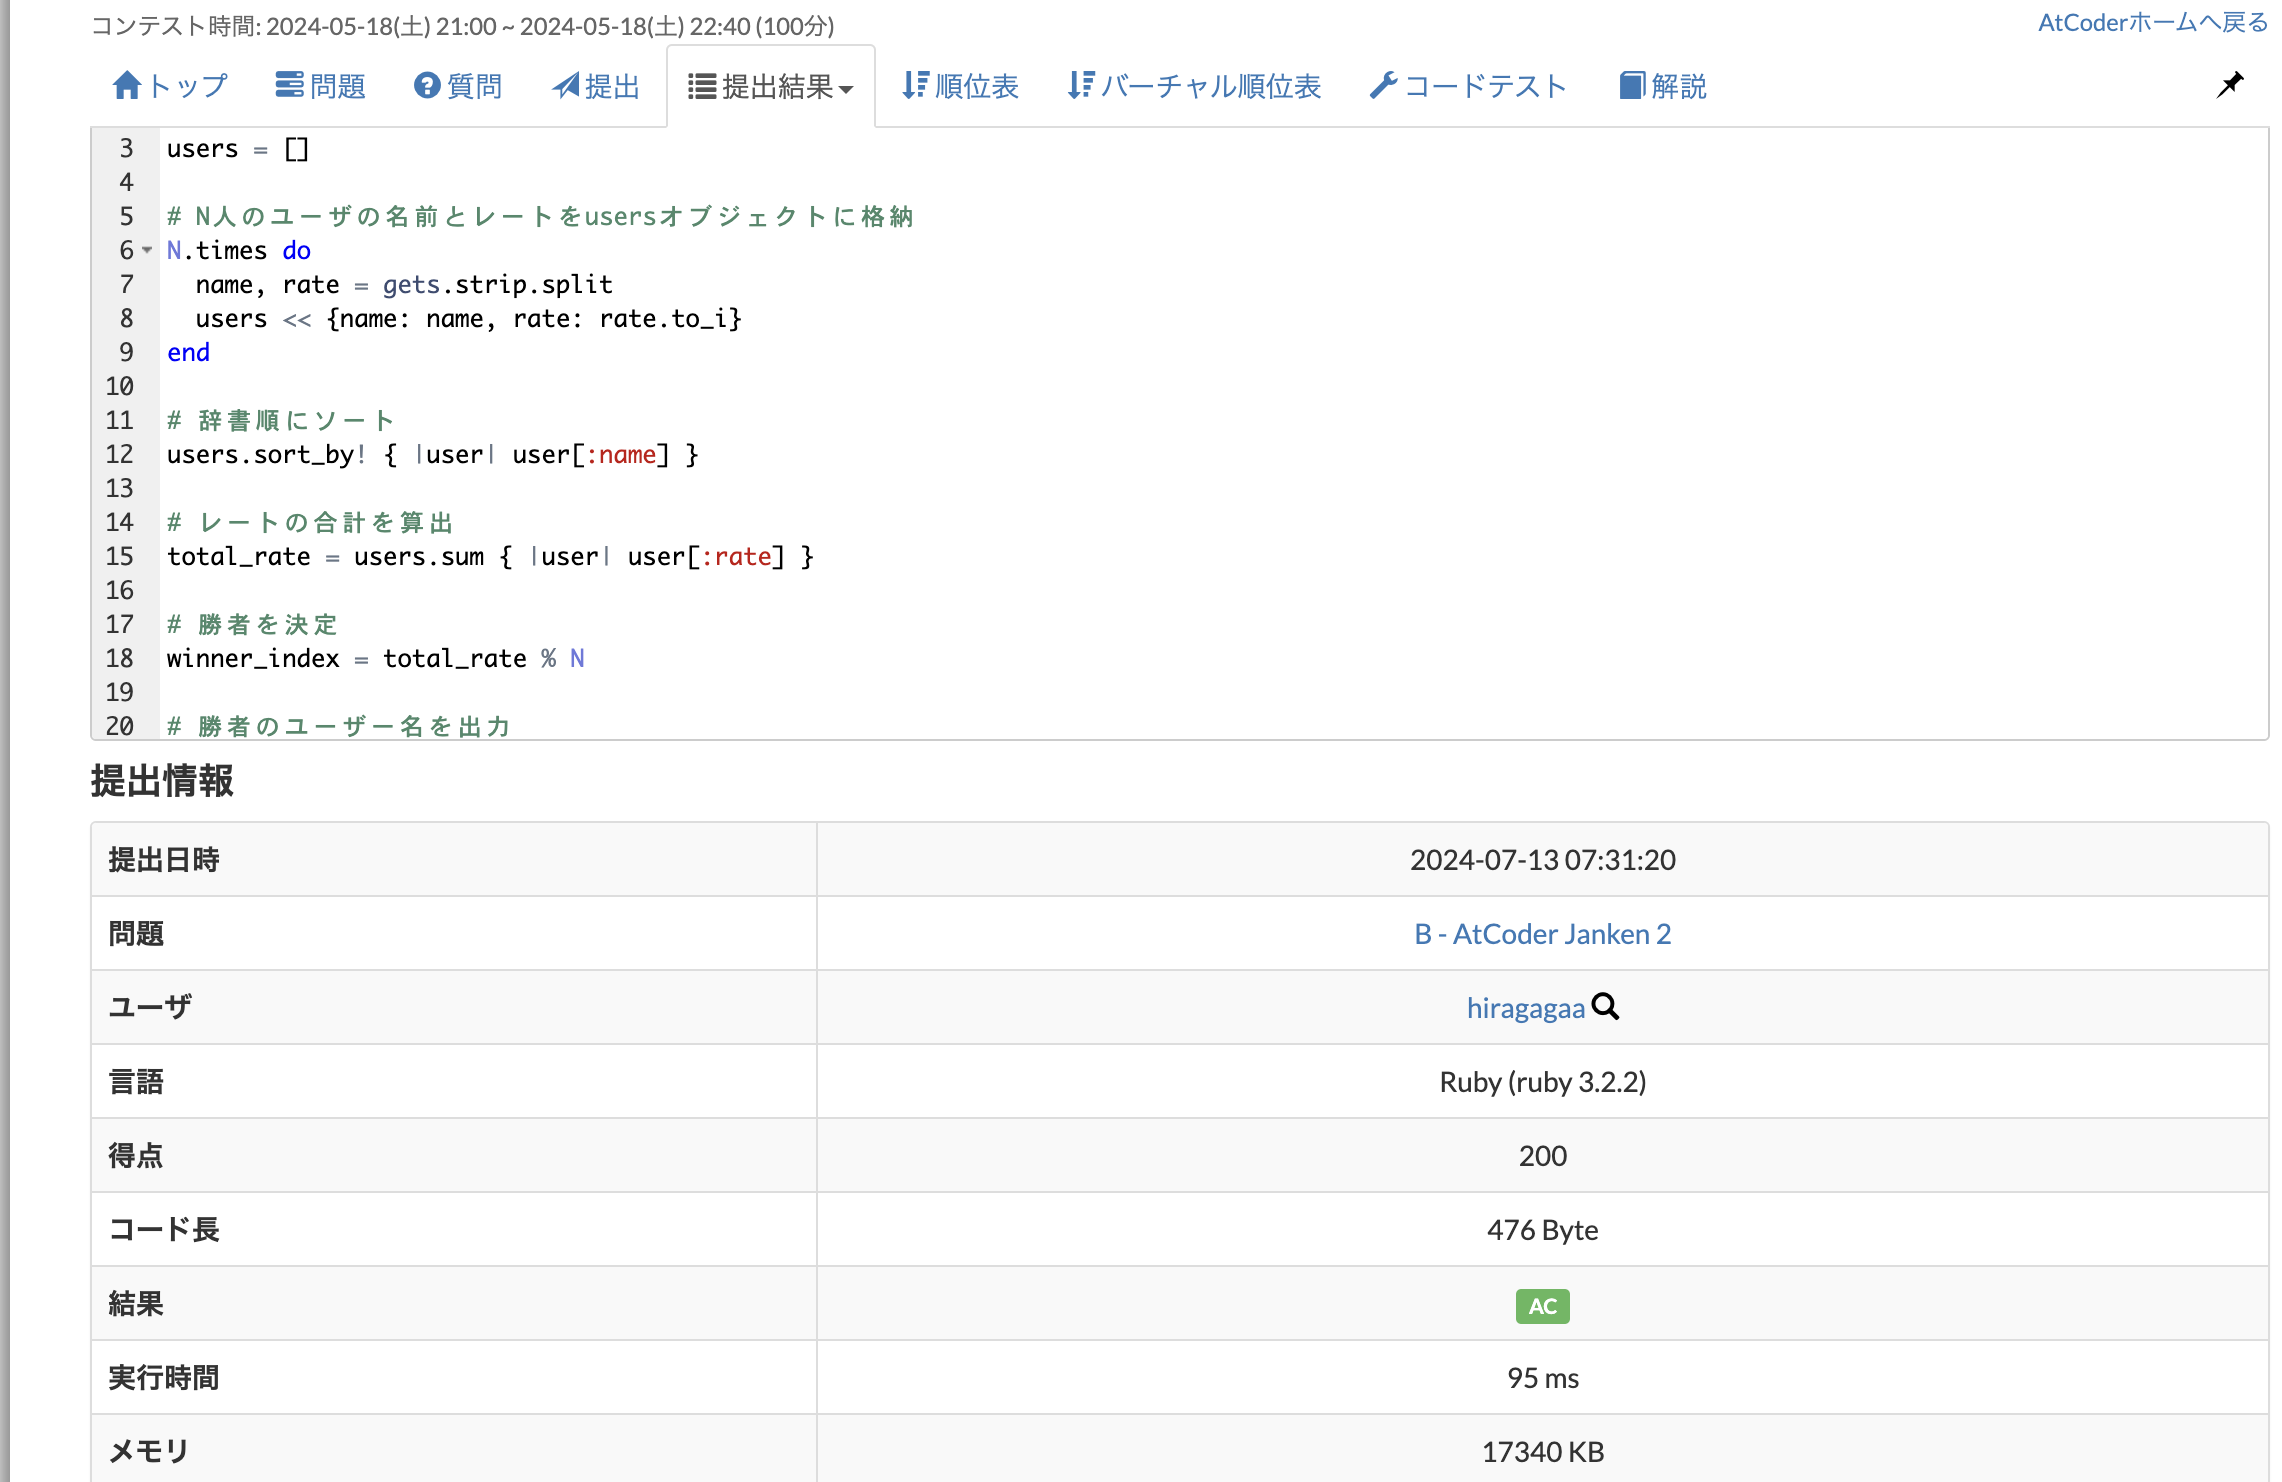 コンテスト時間: 2024-05-18(土) 21:00 ~ 2024-05-18(土) 22:40 (100分)
AtCoderホームへ戻る
トップ 問題 質問 提出 提出結果 順位表 バーチャル順位表 コードテスト 解説
3 users = []
4
5 # N人のユーザの名前とレートをusersオブジェクトに格納
6 N.times do
7   name, rate = gets.strip.split
8   users << {name: name, rate: rate.to_i}
9 end
10
11 # 辞書順にソート
12 users.sort_by! { |user| user[:name] }
13
14 # レートの合計を算出
15 total_rate = users.sum { |user| user[:rate] }
16
17 # 勝者を決定
18 winner_index = total_rate % N
19
20 # 勝者のユーザー名を出力
提出情報
提出日時 2024-07-13 07:31:20
問題 B - AtCoder Janken 2
ユーザ hiragagaa
言語 Ruby (ruby 3.2.2)
得点 200
コード長 476 Byte
結果 AC
実行時間 95 ms
メモリ 17340 KB